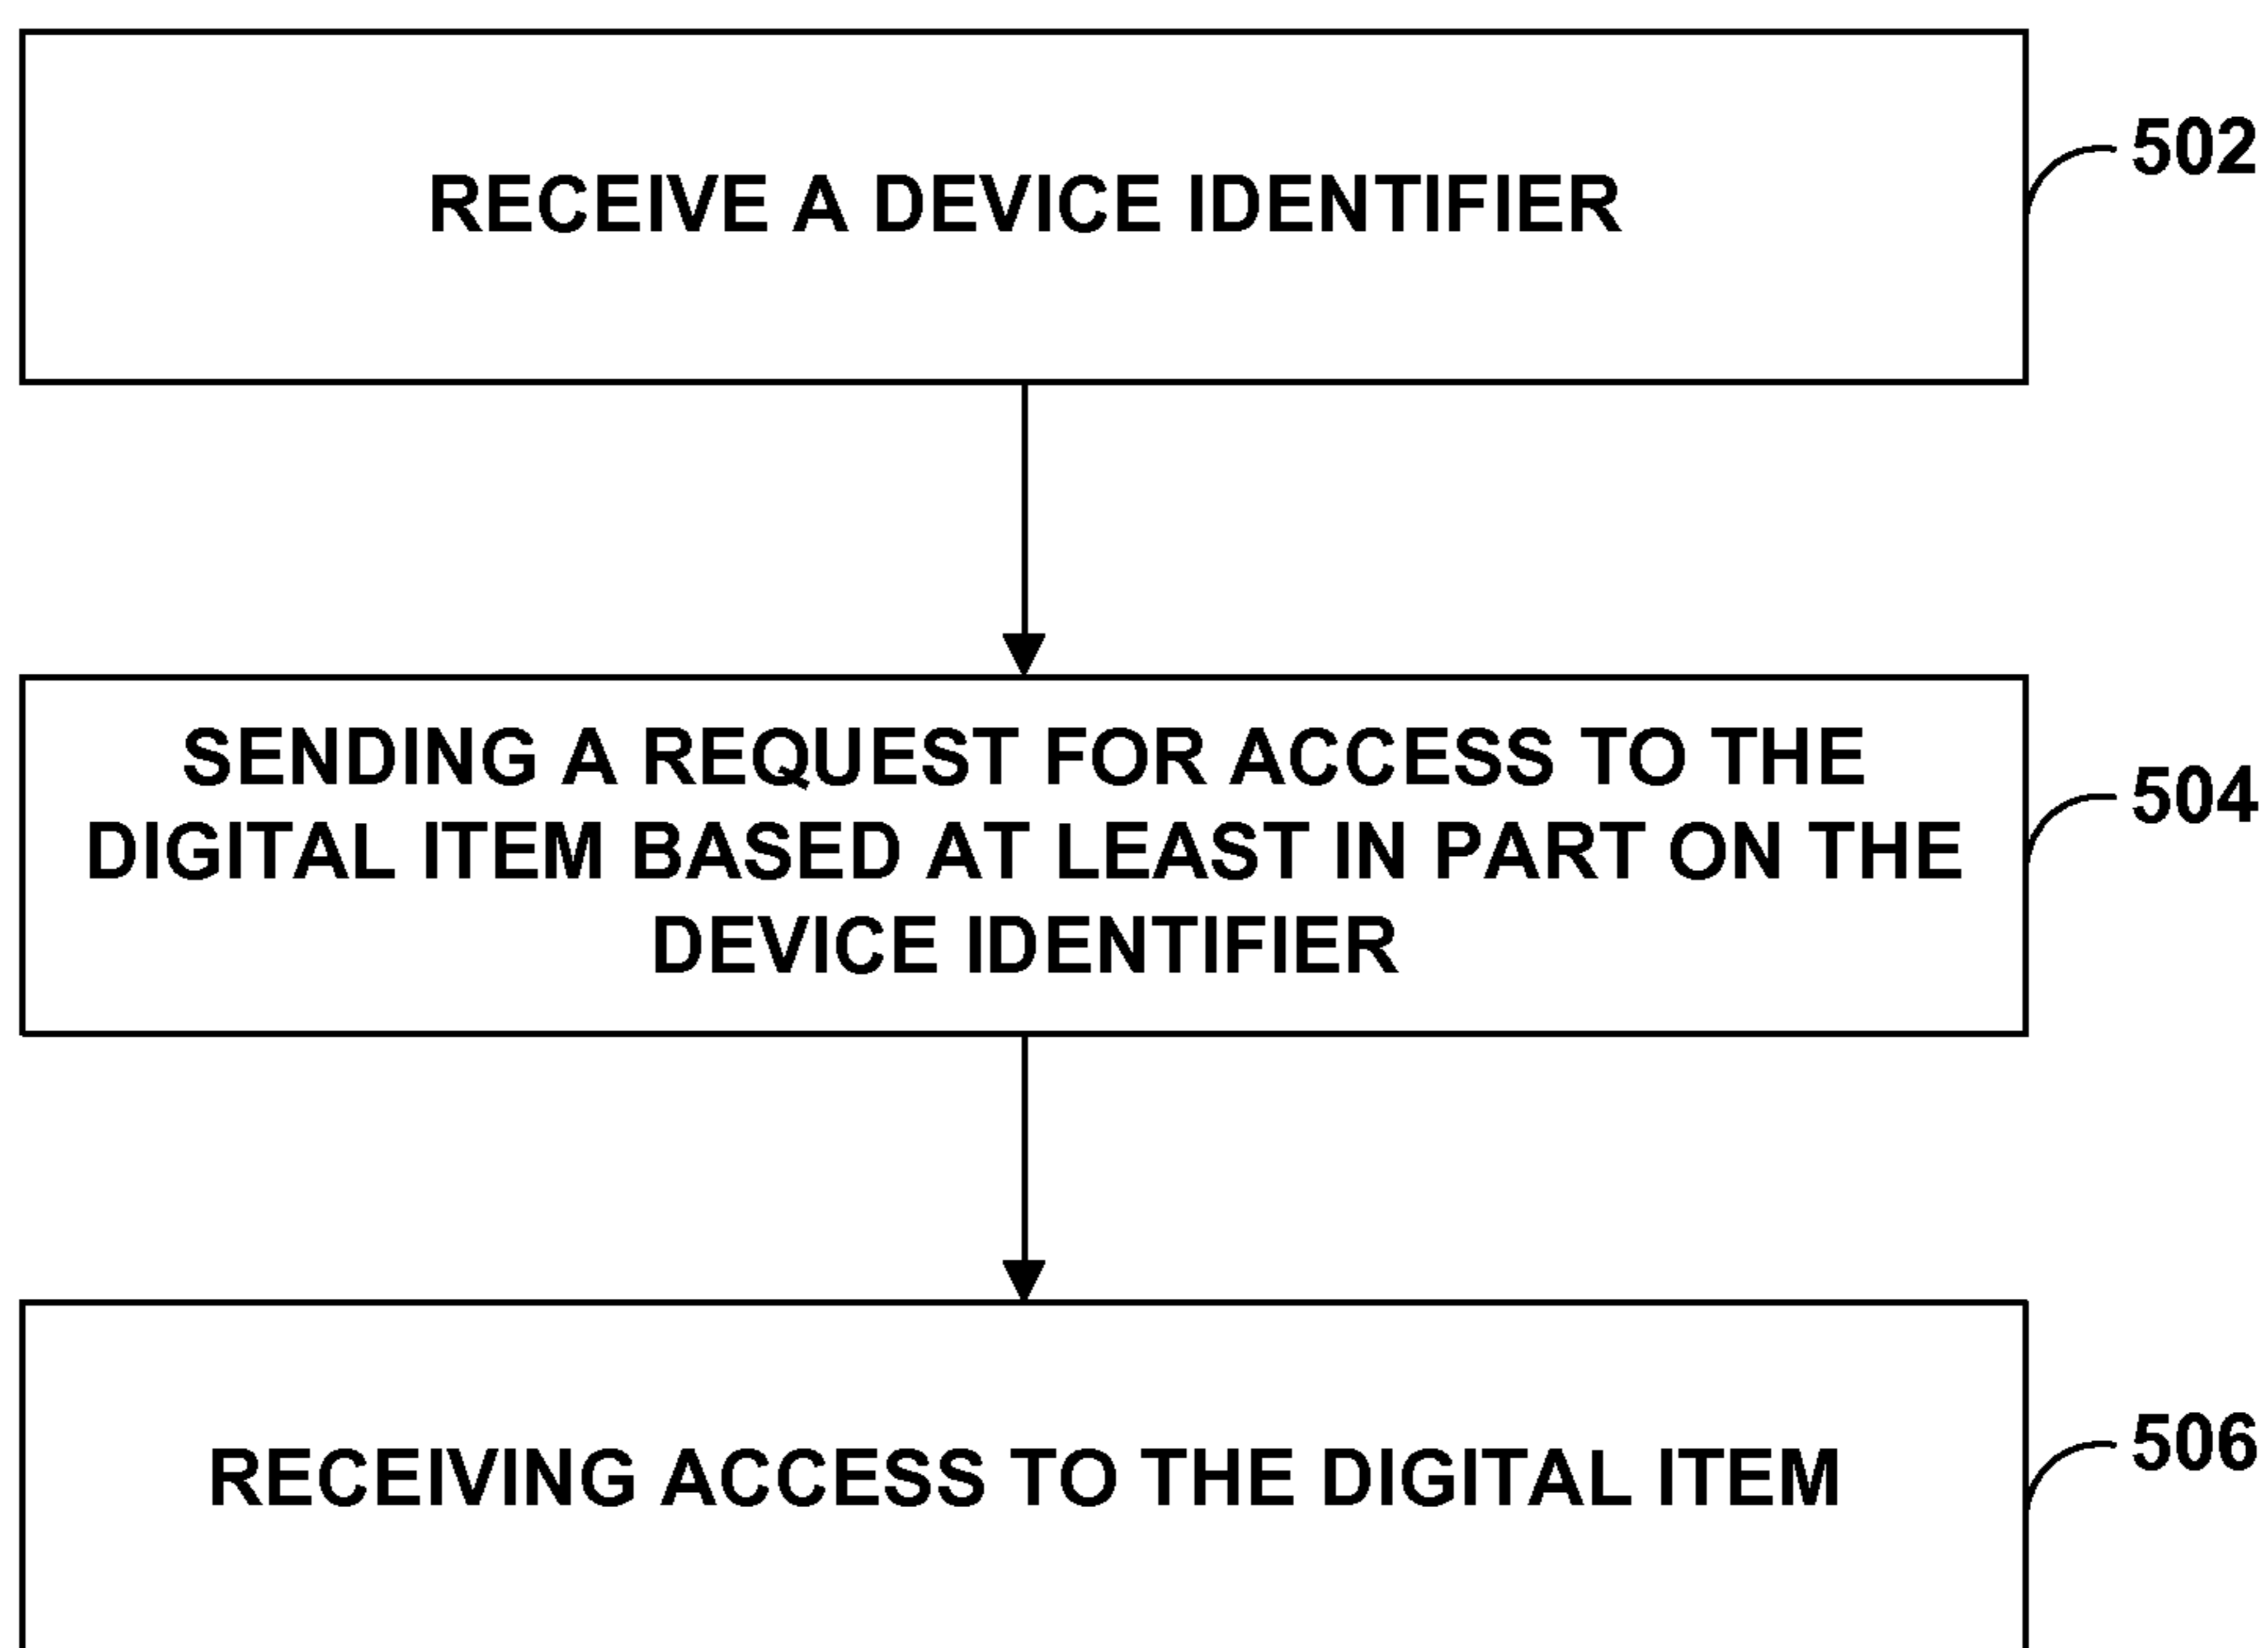 RECEIVE A DEVICE IDENTIFIER
502
SENDING A REQUEST FOR ACCESS TO THE
DIGITAL ITEM BASED AT LEAST IN PART ON THE
DEVICE IDENTIFIER
504
RECEIVING ACCESS TO THE DIGITAL ITEM
506